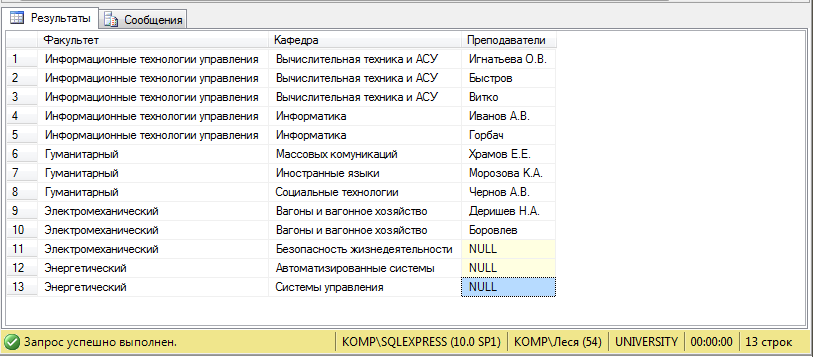 Результаты Сообщения
Факультет Кафедра Преподаватели
1 Информационные технологии управления Вычислительная техника и АСУ Игнатьева О.В.
2 Информационные технологии управления Вычислительная техника и АСУ Быстров
3 Информационные технологии управления Вычислительная техника и АСУ Витко
4 Информационные технологии управления Информатика Иванов А.В.
5 Информационные технологии управления Информатика Горбач
6 Гуманитарный Массовых комуникаций Храмов Е.Е.
7 Гуманитарный Иностранные языки Морозова К.А.
8 Гуманитарный Социальные технологии Чернов А.В.
9 Электромеханический Вагоны и вагонное хозяйство Деришев Н.А.
10 Электромеханический Вагоны и вагонное хозяйство Боровлев
11 Электромеханический Безопасность жизнедеятельности NULL
12 Энергетический Автоматизированные системы NULL
13 Энергетический Системы управления NULL
Запрос успешно выполнен. KOMP\SQLEXPRESS (10.0 SP1) KOMP\Леся (54) UNIVERSITY 00:00:00 13 строк